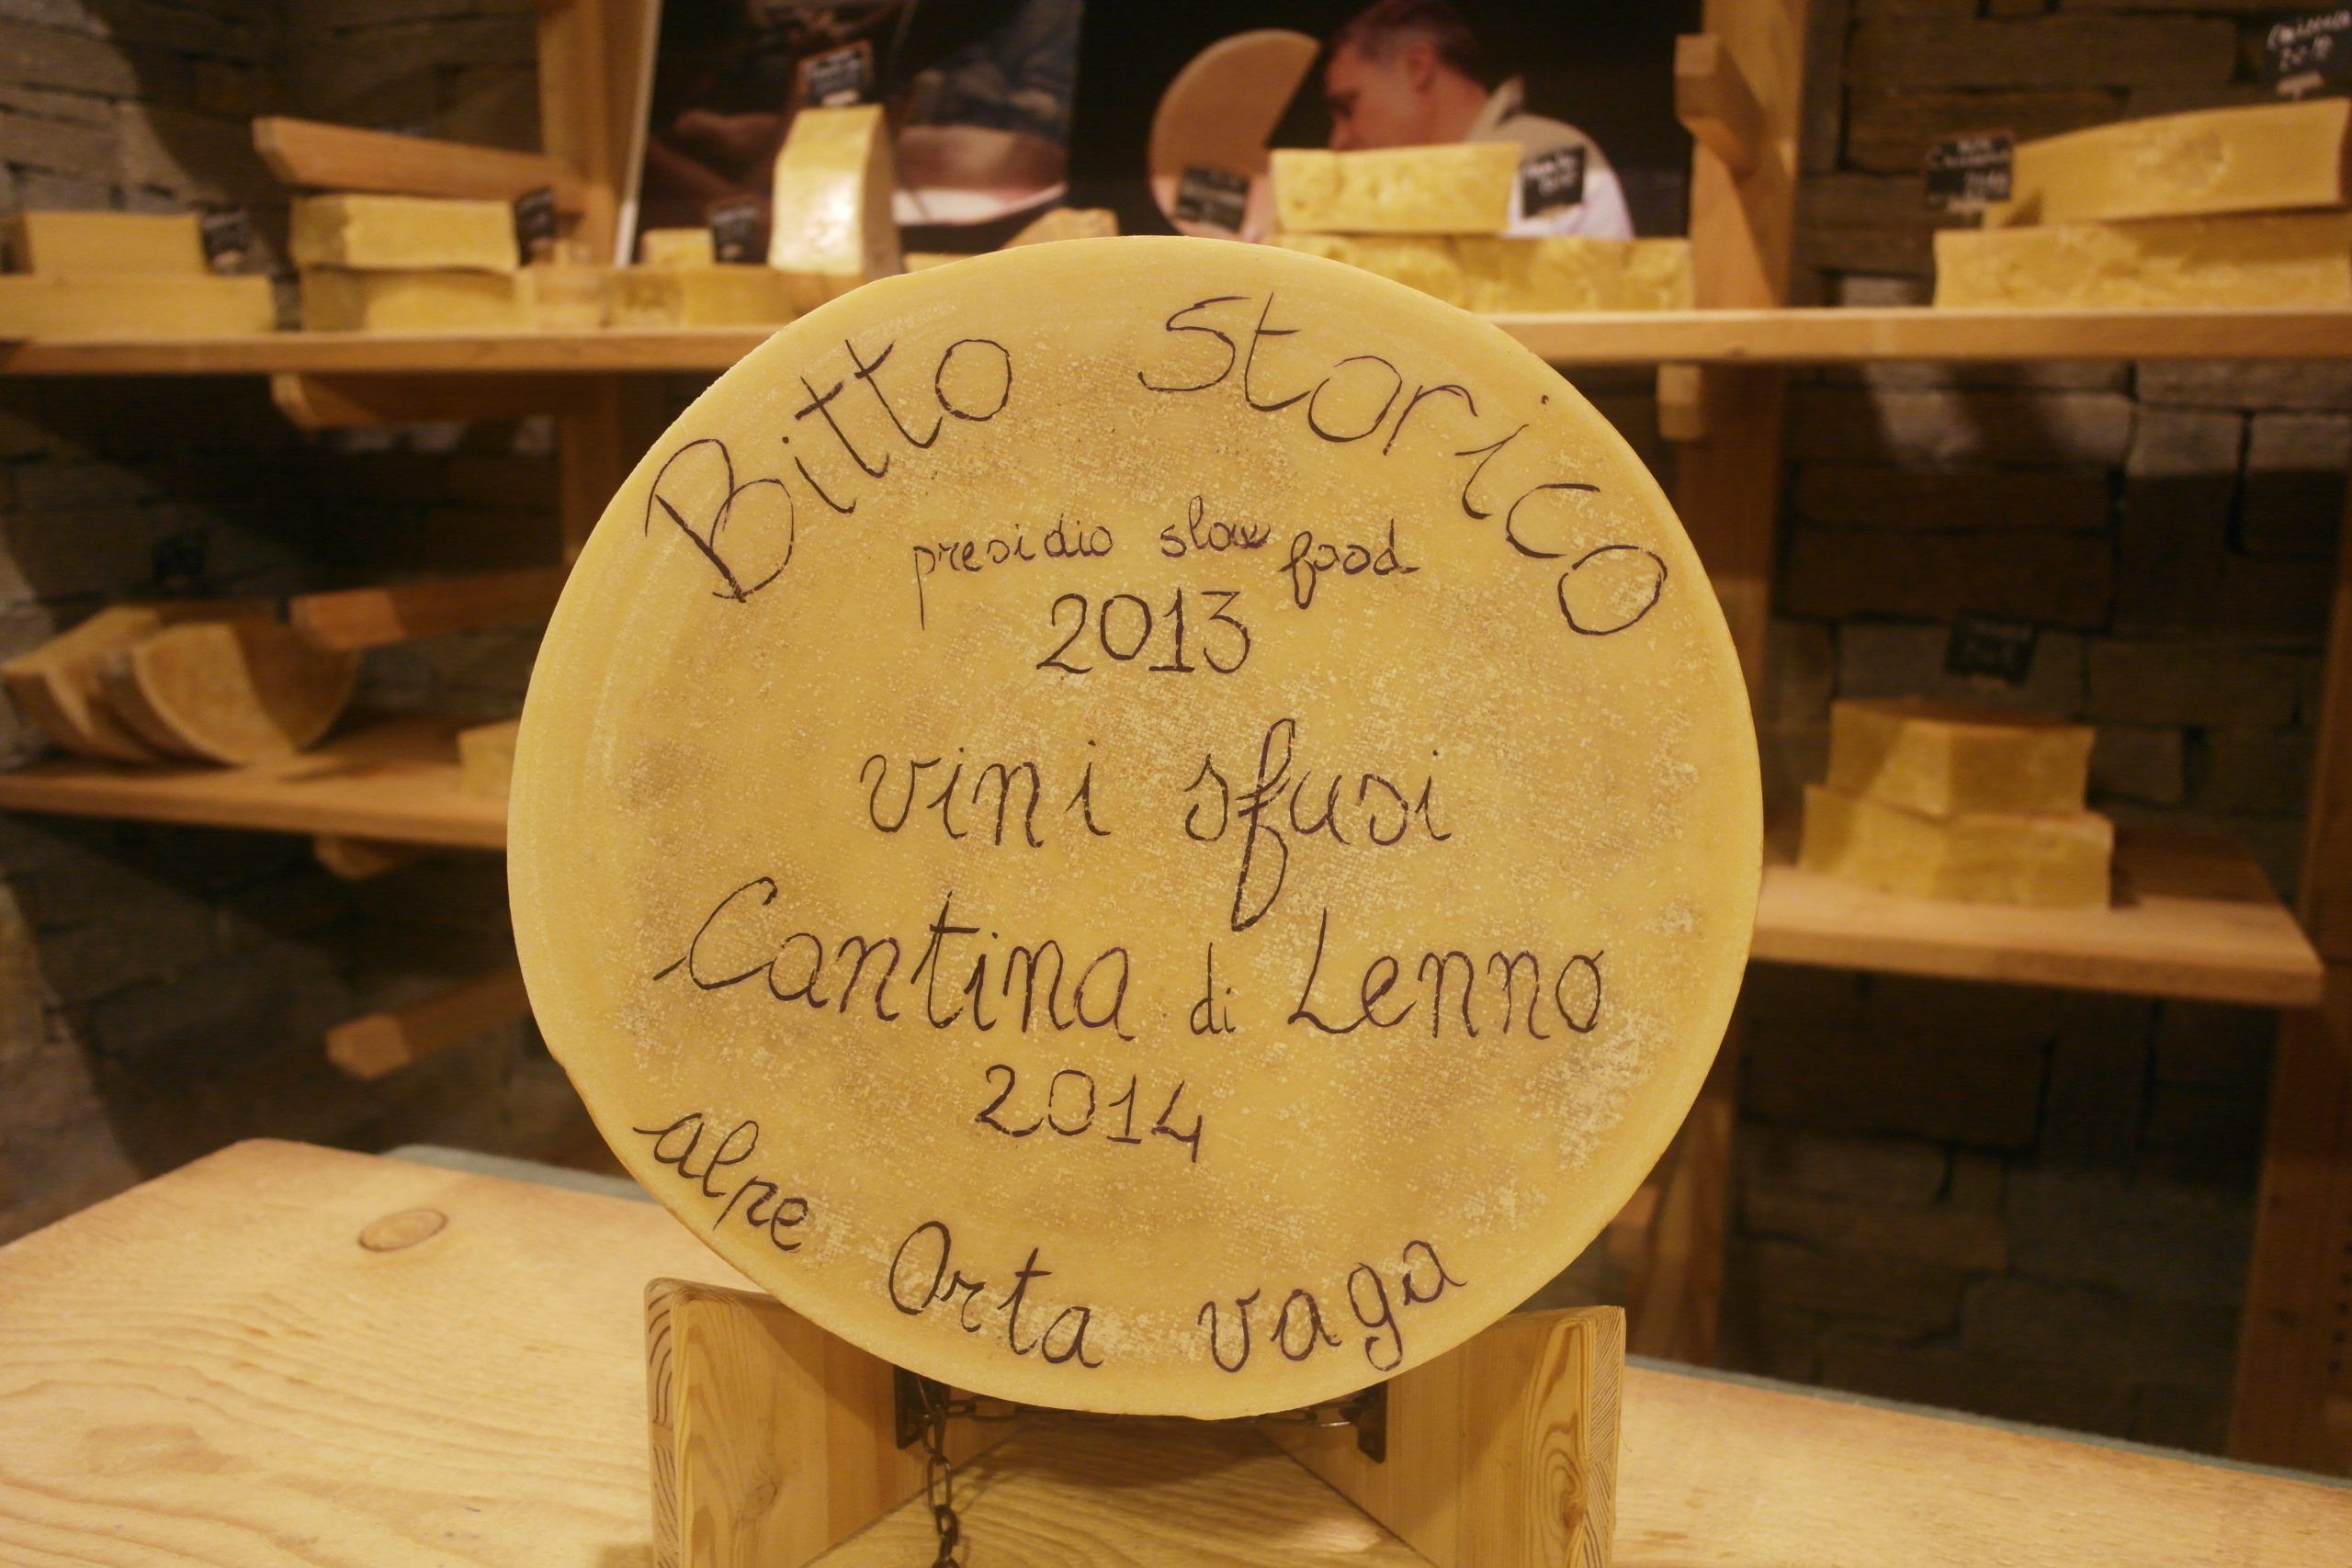 Bitto Storico
presidio slow food
2013
vini sfusi
Cantina di Lenno
2014
alpe Orta vaga